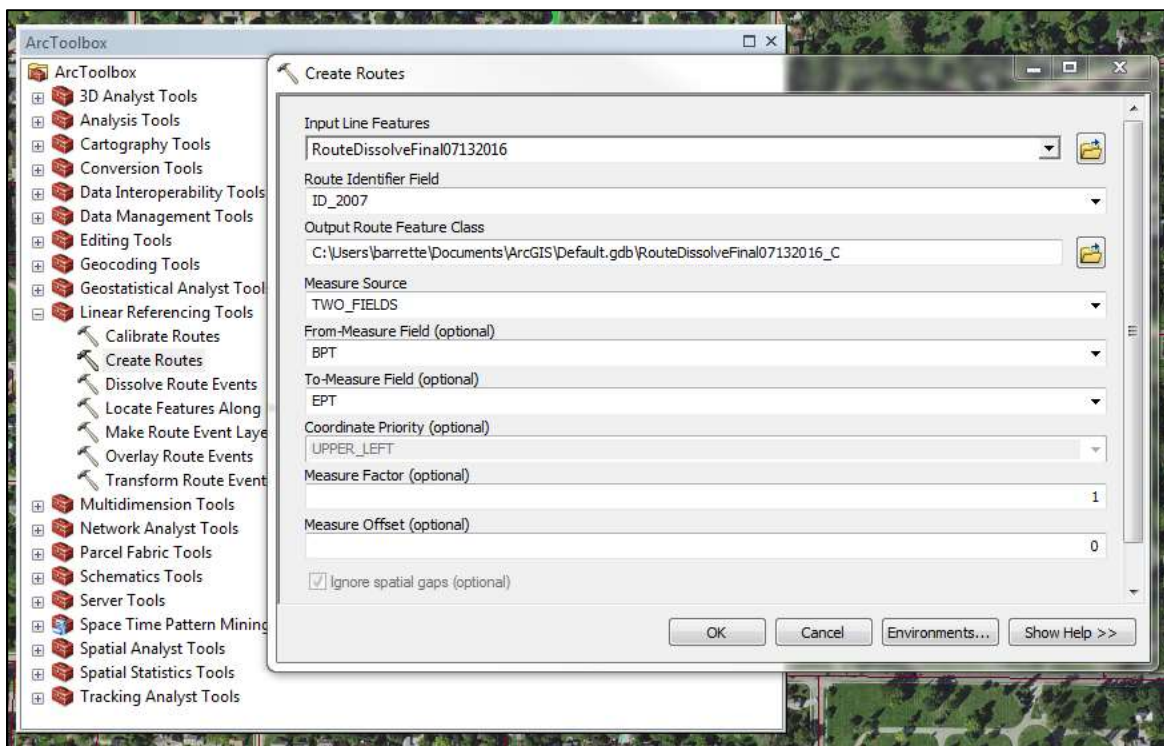 ArcToolbox
ArcToolbox
3D Analyst Tools
Analysis Tools
Cartography Tools
Conversion Tools
Data Interoperability Tools
Data Management Tools
Editing Tools
Geocoding Tools
Geostatistical Analyst Tool
Linear Referencing Tools
Calibrate Routes
Create Routes
Dissolve Route Events
Locate Features Along
Make Route Event Laye
Overlay Route Events
Transform Route Event
Multidimension Tools
Network Analyst Tools
Parcel Fabric Tools
Schematics Tools
Server Tools
Space Time Pattern Mining
Spatial Analyst Tools
Spatial Statistics Tools
Tracking Analyst Tools
Create Routes
Input Line Features
RouteDissolveFinal07132016
Route Identifier Field
ID_2007
Output Route Feature Class
C:\Users\barrette\Documents\ArcGIS\Default.gdb\RouteDissolveFinal07132016_C
Measure Source
TWO_FIELDS
From-Measure Field (optional)
BPT
To-Measure Field (optional)
EPT
Coordinate Priority (optional)
UPPER_LEFT
Measure Factor (optional)
1
Measure Offset (optional)
0
Ignore spatial gaps (optional)
OK
Cancel
Environments...
Show Help >>